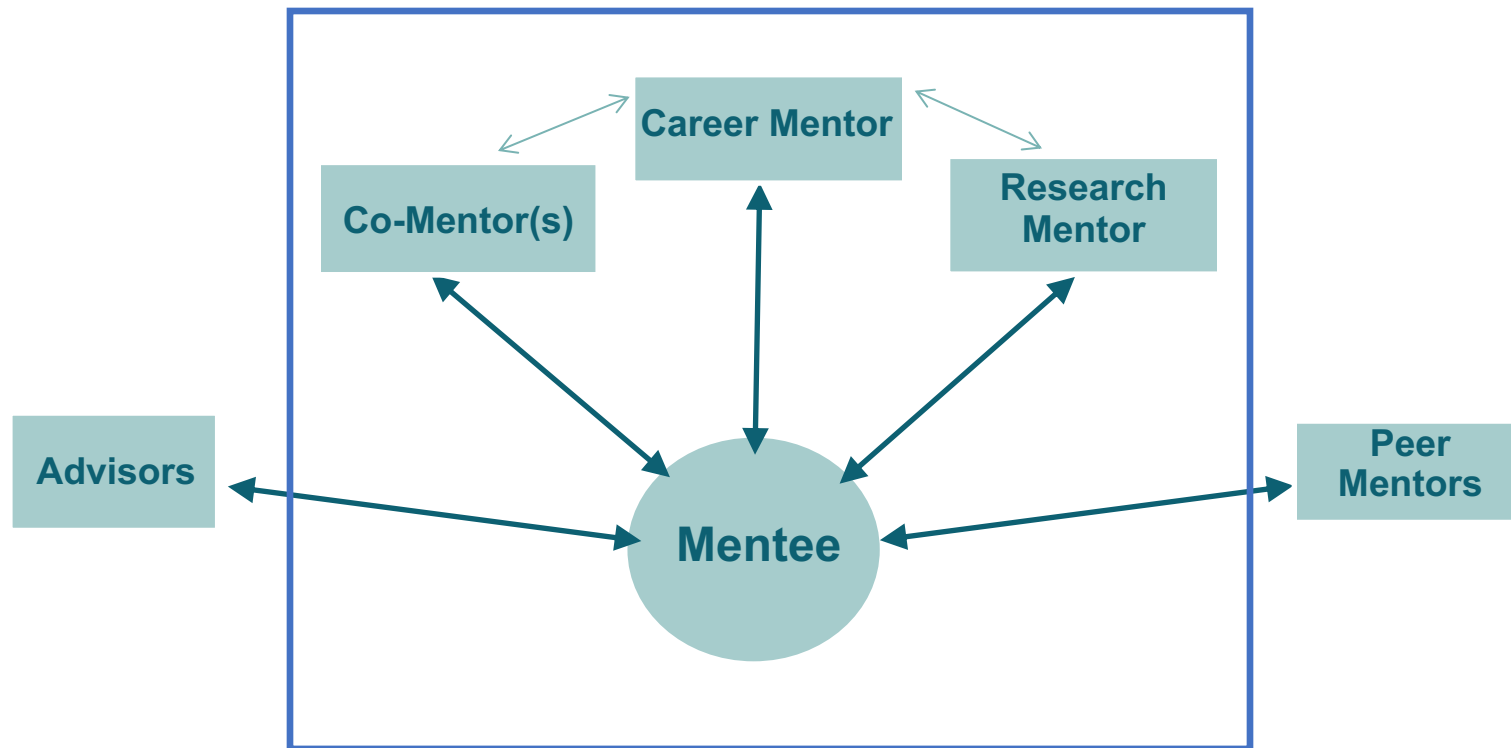 Career Mentor
Co-Mentor(s)
Research
Mentor
Advisors
Peer
Mentors
Mentee